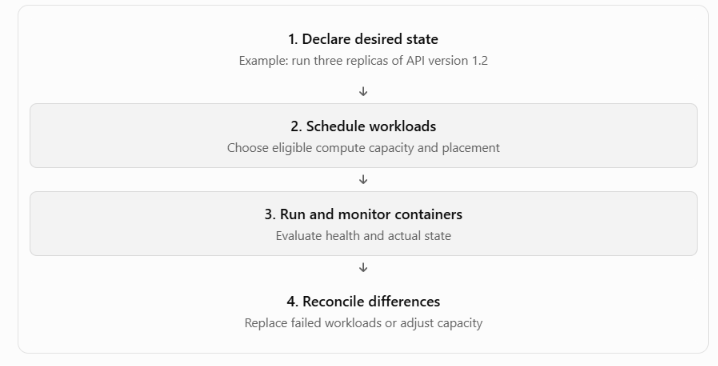 1. Declare desired state
Example: run three replicas of API version 1.2
↓
2. Schedule workloads
Choose eligible compute capacity and placement
↓
3. Run and monitor containers
Evaluate health and actual state
↓
4. Reconcile differences
Replace failed workloads or adjust capacity